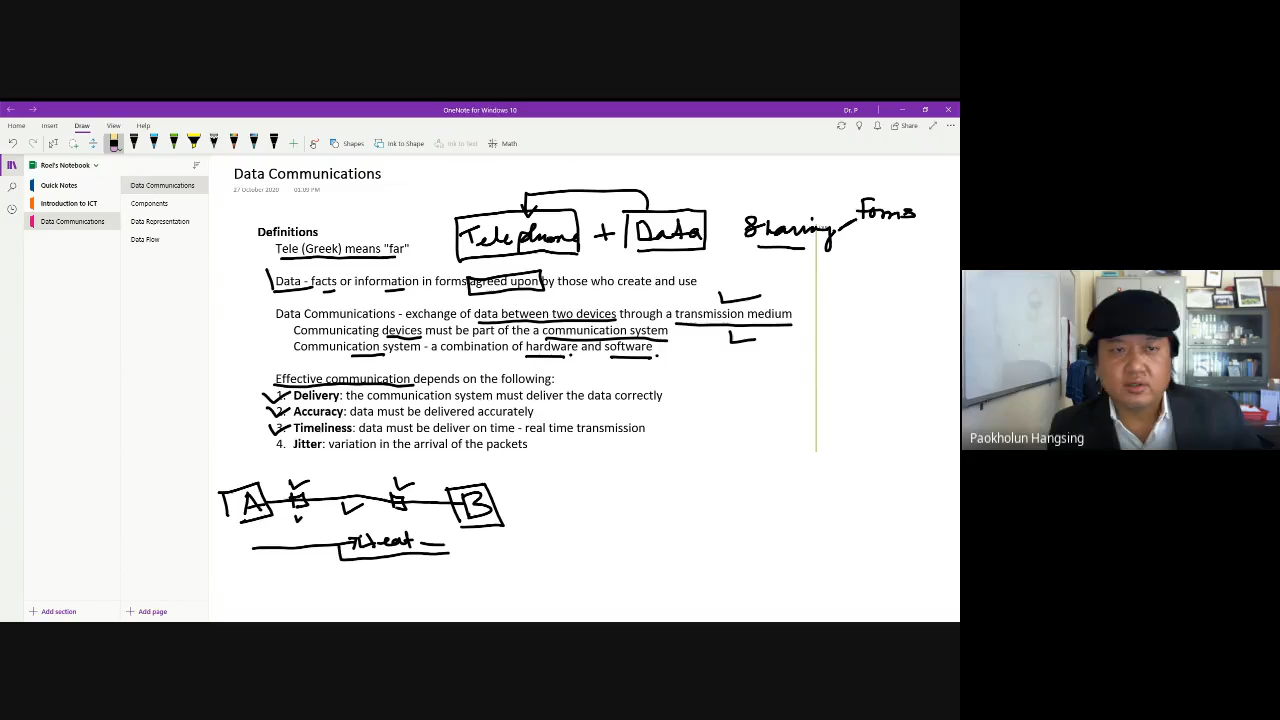 OneNote for Windows 10
Dr. P
Home Insert Draw View Help
Share
Shapes Ink to Shape Ink to Text Math
Roel's Notebook
Quick Notes
Introduction to ICT
Data Communications
Data Communications
Components
Data Representation
Data Flow
Data Communications
27 October 2020 01:09 PM
Telephone + Data Sharing Forms
Definitions
Tele (Greek) means "far"
Data - facts or information in forms agreed upon by those who create and use
Data Communications - exchange of data between two devices through a transmission medium
Communicating devices must be part of the a communication system
Communication system - a combination of hardware and software
Effective communication depends on the following:
1. Delivery: the communication system must deliver the data correctly
2. Accuracy: data must be delivered accurately
3. Timeliness: data must be deliver on time - real time transmission
4. Jitter: variation in the arrival of the packets
A B
Add section
Add page
Paokholun Hangsing